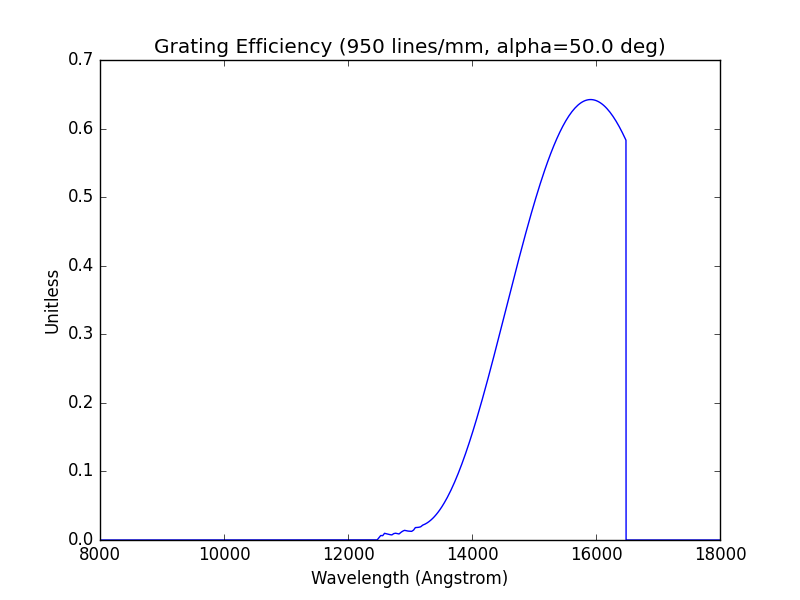 Grating Efficiency (950 lines/mm, alpha=50.0 deg)
0.7
0.6
0.5
0.4
0.3
0.2
0.1
0.0
Unitless
8000 10000 12000 14000 16000 18000
Wavelength (Angstrom)